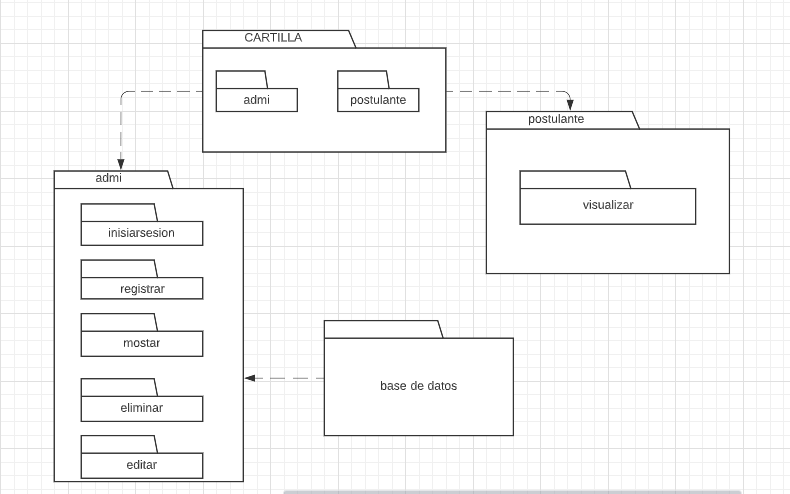 CARTILLA
admi
postulante
postulante
visualizar
admi
inisiarsesion
registrar
mostar
eliminar
editar
base de datos